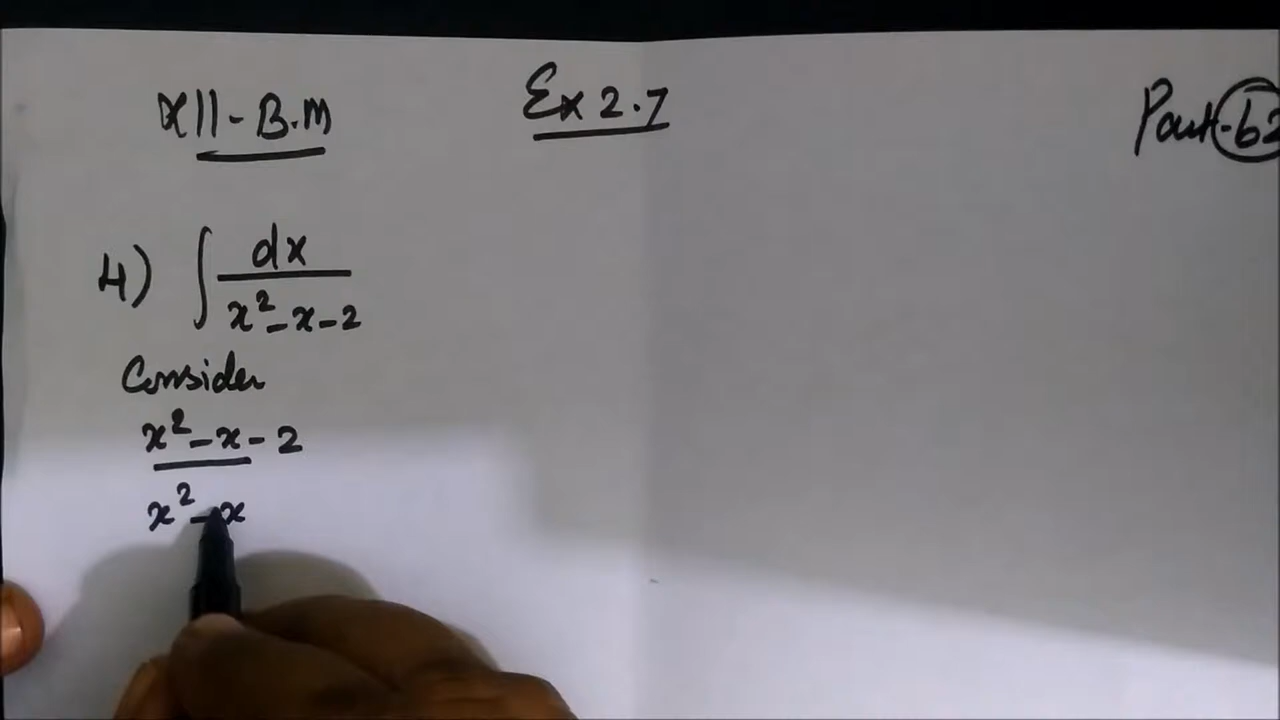 XII - B.M
Ex 2.7
Part-62
4) ∫ dx / x² - x - 2
Consider
x² - x - 2
x² - x